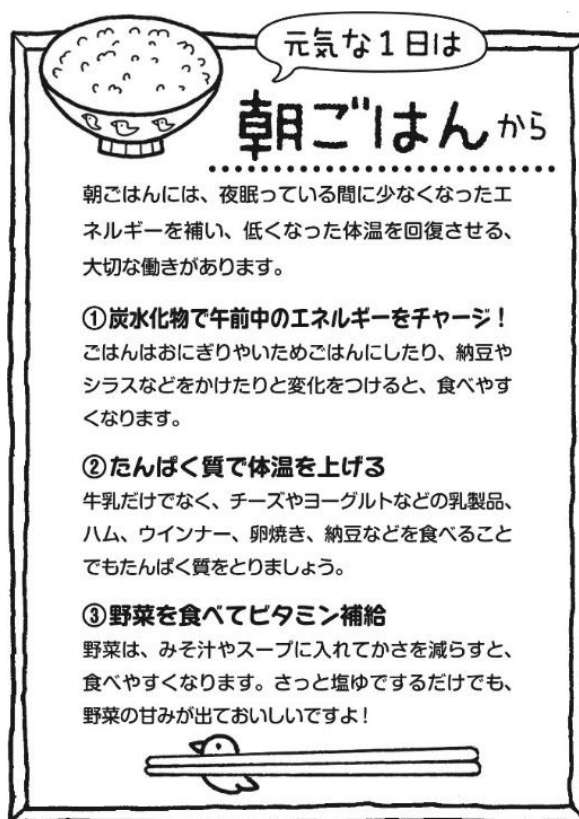 元気な1日は
朝ごはんから
朝ごはんには、夜眠っている間に少なくなったエ
ネルギーを補い、低くなった体温を回復させる、
大切な働きがあります。
①炭水化物で午前中のエネルギーをチャージ！
ごはんはおにぎりやいためごはんにしたり、納豆や
シラスなどをかけたりと変化をつけると、食べやす
くなります。
②たんぱく質で体温を上げる
牛乳だけでなく、チーズやヨーグルトなどの乳製品、
ハム、ウインナー、卵焼き、納豆などを食べること
でもたんぱく質をとりましょう。
③野菜を食べてビタミン補給
野菜は、みそ汁やスープに入れてかさを減らすと、
食べやすくなります。さっと塩ゆでするだけでも、
野菜の甘みが出ておいしいですよ！